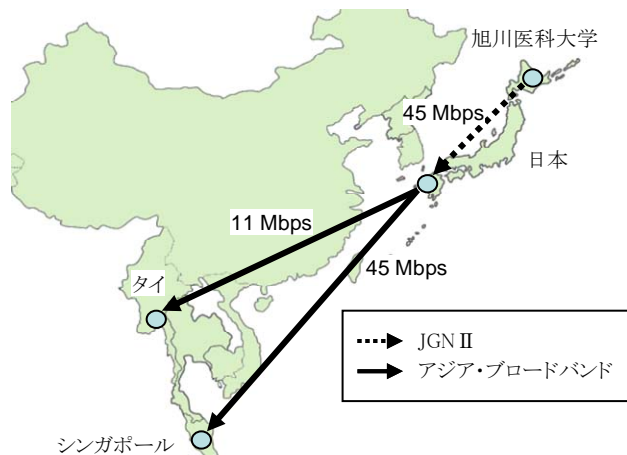 旭川医科大学
45 Mbps
日本
11 Mbps
45 Mbps
タイ
JGN II
アジア・ブロードバンド
シンガポール